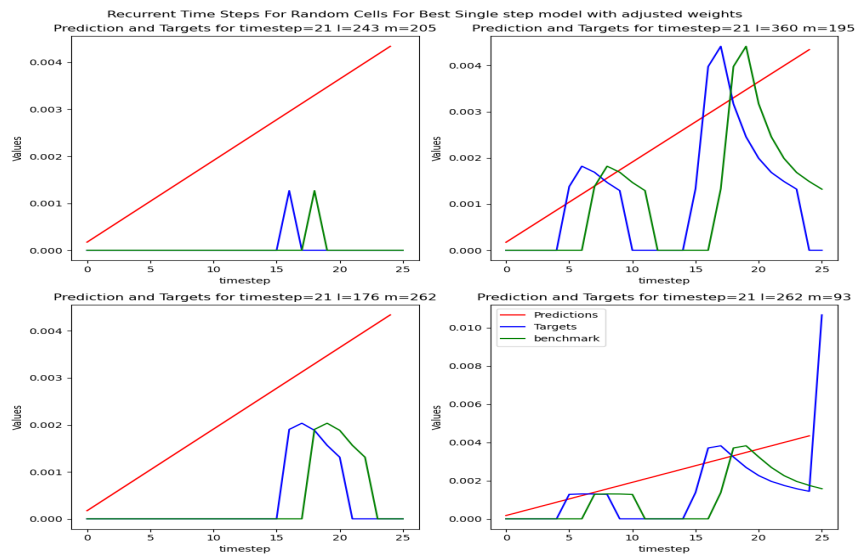 Recurrent Time Steps For Random Cells For Best Single step model with adjusted weights
Prediction and Targets for timestep=21 l=243 m=205
0.004
0.003
0.002
0.001
0.000
Values
0 5 10 15 20 25
timestep
Prediction and Targets for timestep=21 l=360 m=195
0.004
0.003
0.002
0.001
0.000
Values
0 5 10 15 20 25
timestep
Prediction and Targets for timestep=21 l=176 m=262
0.004
0.003
0.002
0.001
0.000
Values
0 5 10 15 20 25
timestep
Prediction and Targets for timestep=21 l=262 m=93
Predictions
Targets
benchmark
0.010
0.008
0.006
0.004
0.002
0.000
Values
0 5 10 15 20 25
timestep